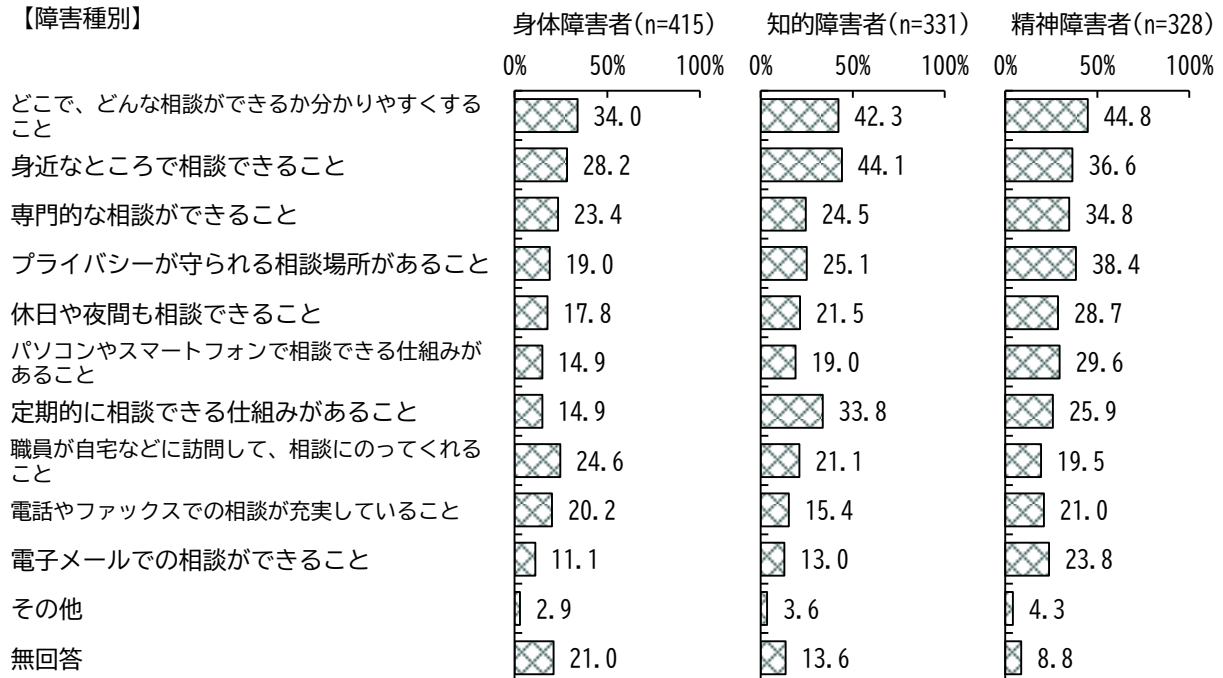 【障害種別】
身体障害者(n=415) 知的障害者(n=331) 精神障害者(n=328)
0% 50% 100% 0% 50% 100% 0% 50% 100%
どこで、どんな相談ができるか分かりやすくする
こと
34.0 42.3 44.8
身近なところで相談できること 28.2 44.1 36.6
専門的な相談ができること 23.4 24.5 34.8
プライバシーが守られる相談場所があること 19.0 25.1 38.4
休日や夜間も相談できること 17.8 21.5 28.7
パソコンやスマートフォンで相談できる仕組みが
あること
14.9 19.0 29.6
定期的に相談できる仕組みがあること 14.9 33.8 25.9
職員が自宅などに訪問して、相談にのってくれる
こと
24.6 21.1 19.5
電話やファックスでの相談が充実していること 20.2 15.4 21.0
電子メールでの相談ができること 11.1 13.0 23.8
その他 2.9 3.6 4.3
無回答 21.0 13.6 8.8